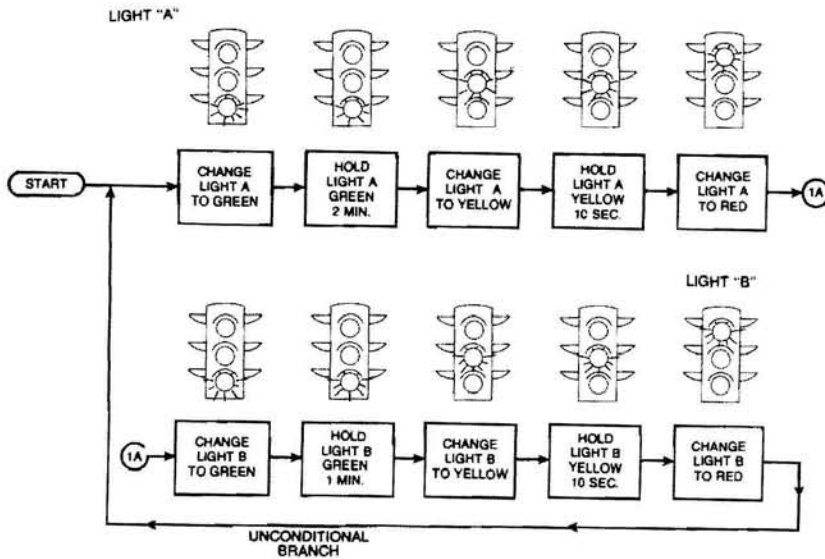 LIGHT "A"
START
CHANGE
LIGHT A
TO GREEN
HOLD
LIGHT A
GREEN
2 MIN.
CHANGE
LIGHT A
TO YELLOW
HOLD
LIGHT A
YELLOW
10 SEC.
CHANGE
LIGHT A
TO RED
1A
LIGHT "B"
1A
CHANGE
LIGHT B
TO GREEN
HOLD
LIGHT B
GREEN
1 MIN.
CHANGE
LIGHT B
TO YELLOW
HOLD
LIGHT B
YELLOW
10 SEC.
CHANGE
LIGHT B
TO RED
UNCONDITIONAL
BRANCH